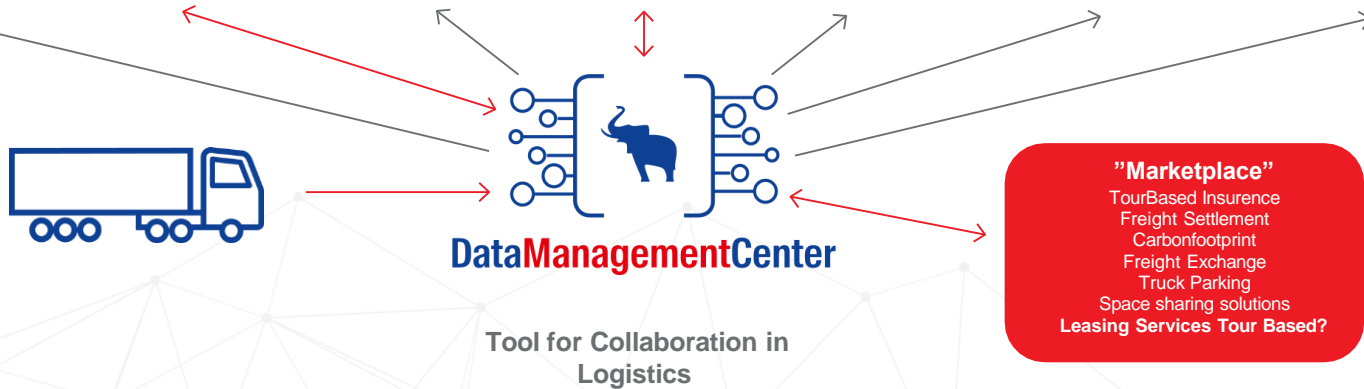 ”Marketplace”
TourBased Insurence
Freight Settlement
Carbonfootprint
Freight Exchange
Truck Parking
Space sharing solutions
Leasing Services Tour Based?
DataManagementCenter
Tool for Collaboration in
Logistics